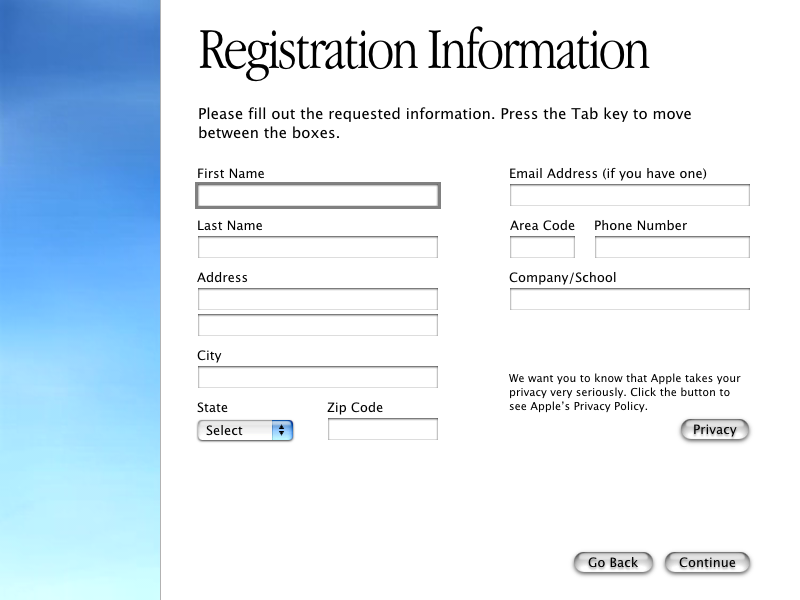 Registration Information
Please fill out the requested information. Press the Tab key to move
between the boxes.
First Name
Last Name
Address
City
State
Zip Code
Select
Email Address (if you have one)
Area Code
Phone Number
Company/School
We want you to know that Apple takes your
privacy very seriously. Click the button to
see Apple's Privacy Policy.
Privacy
Go Back
Continue